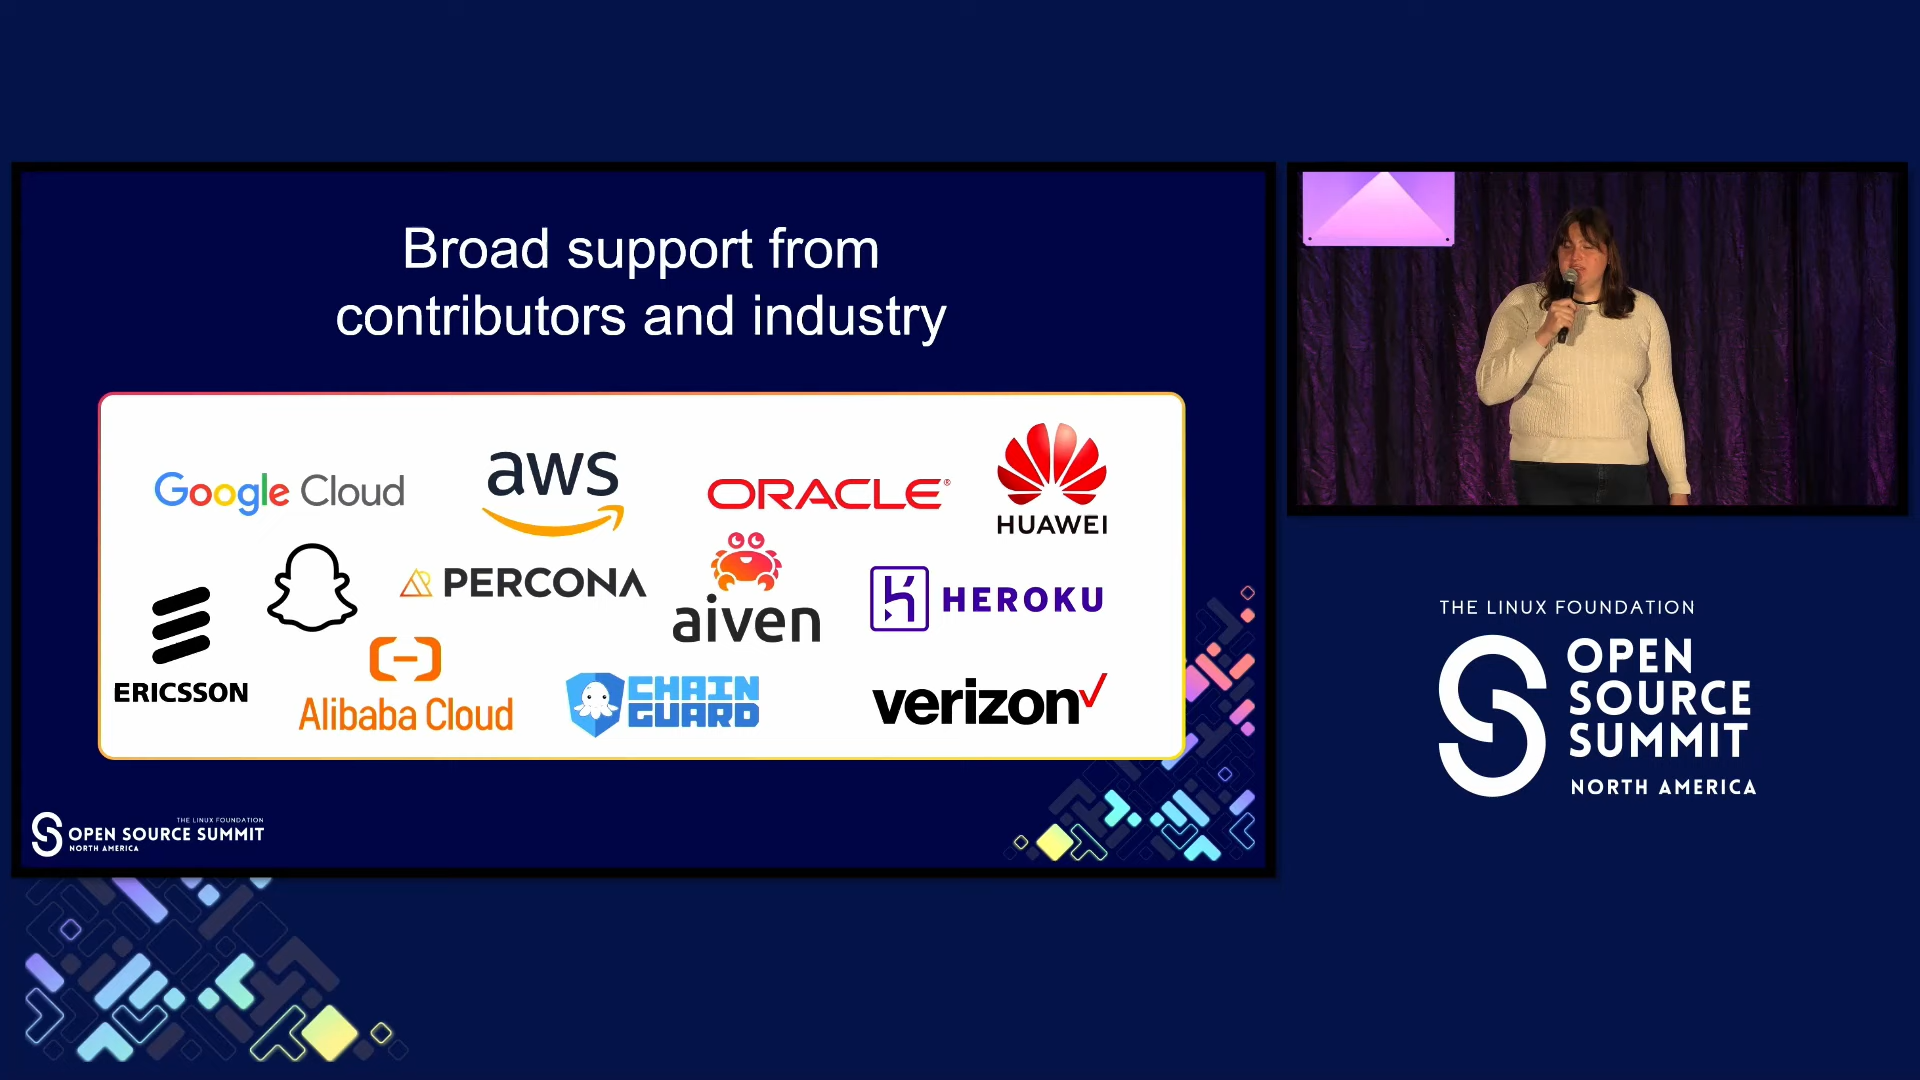 Broad support from
contributors and industry
Google Cloud
aws
ORACLE®
HUAWEI
PERCONA
aiven
HEROKU
ERICSSON
Alibaba Cloud
CHAIN
GUARD
verizon
THE LINUX FOUNDATION
OPEN SOURCE SUMMIT
NORTH AMERICA
THE LINUX FOUNDATION
OPEN
SOURCE
SUMMIT
NORTH AMERICA